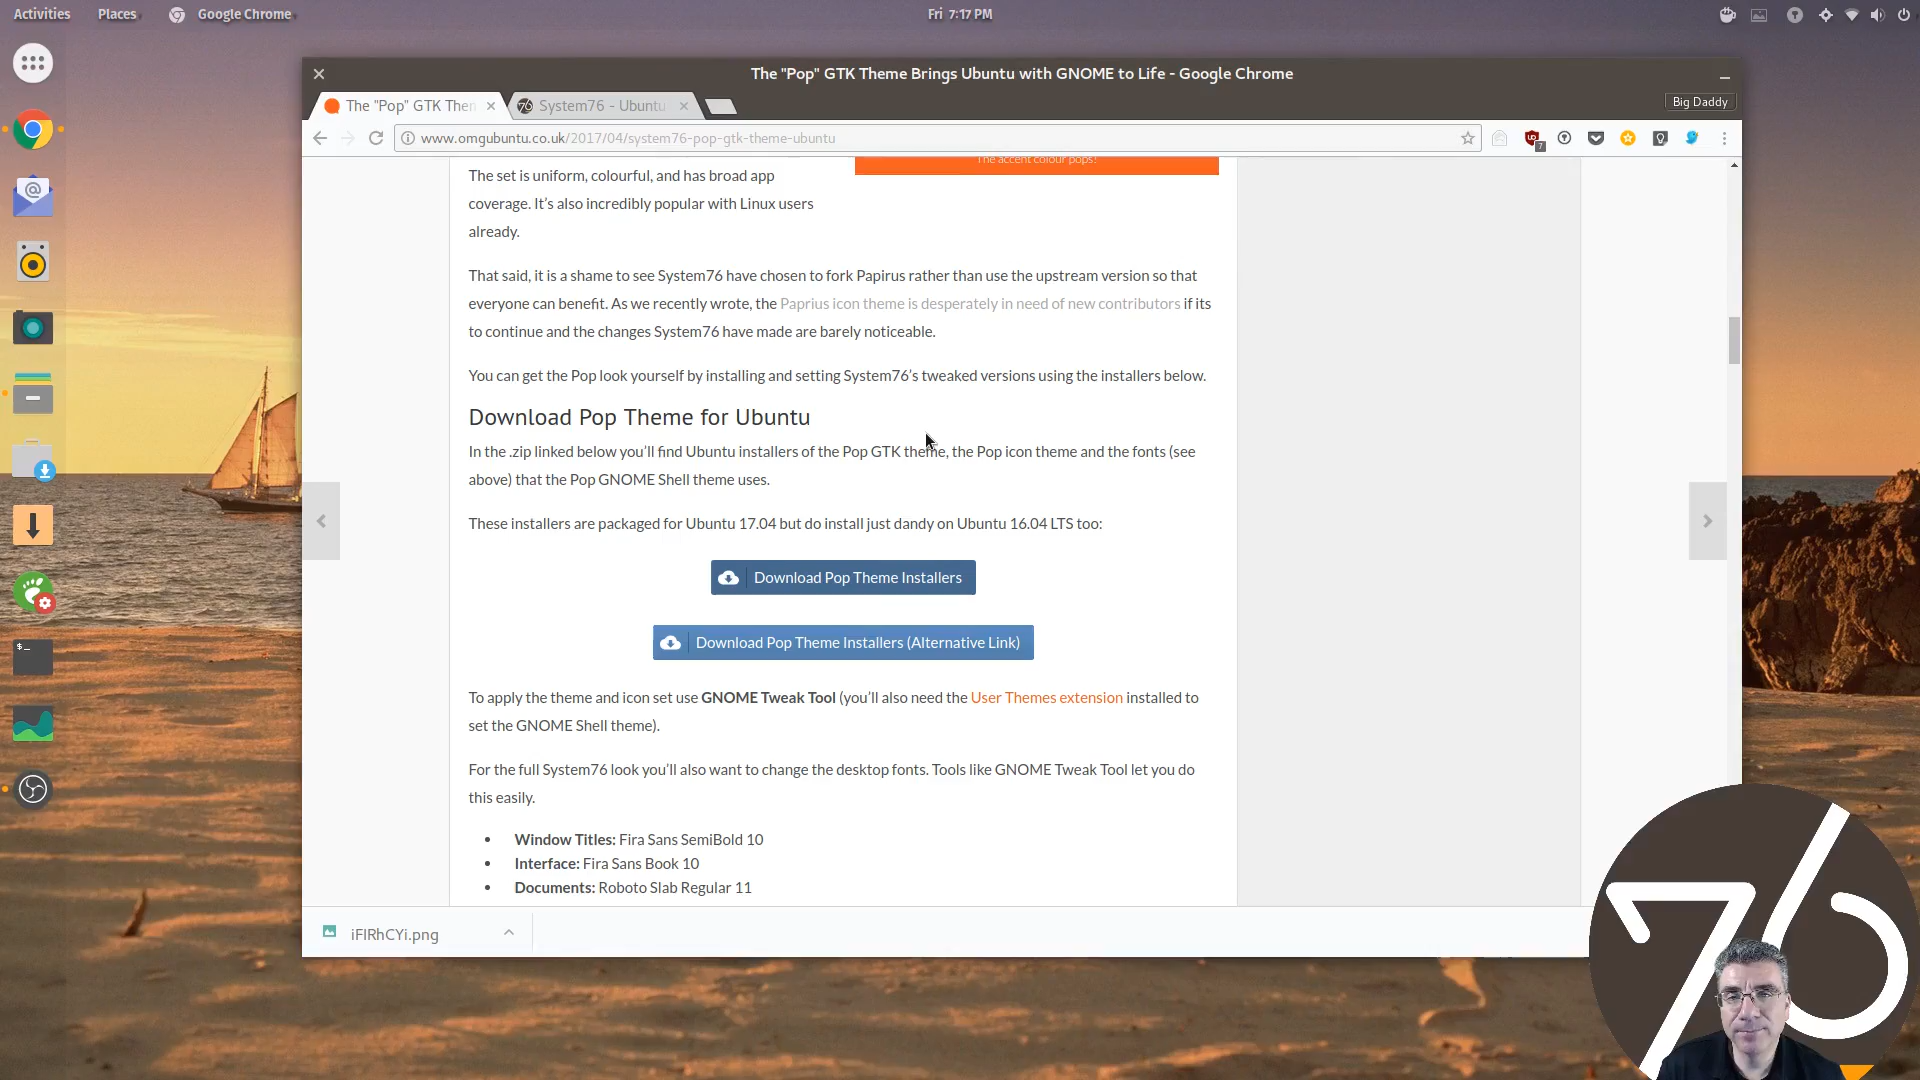 Activities Places Google Chrome Fri 7:17 PM
The "Pop" GTK Theme Brings Ubuntu with GNOME to Life - Google Chrome
The "Pop" GTK Then
System76 - Ubuntu
Big Daddy
www.omgubuntu.co.uk/2017/04/system76-pop-gtk-theme-ubuntu
7
The accent colour pops!
The set is uniform, colourful, and has broad app
coverage. It’s also incredibly popular with Linux users
already.
That said, it is a shame to see System76 have chosen to fork Papirus rather than use the upstream version so that
everyone can benefit. As we recently wrote, the Paprius icon theme is desperately in need of new contributors if its
to continue and the changes System76 have made are barely noticeable.
You can get the Pop look yourself by installing and setting System76’s tweaked versions using the installers below.
Download Pop Theme for Ubuntu
In the .zip linked below you’ll find Ubuntu installers of the Pop GTK theme, the Pop icon theme and the fonts (see
above) that the Pop GNOME Shell theme uses.
These installers are packaged for Ubuntu 17.04 but do install just dandy on Ubuntu 16.04 LTS too:
Download Pop Theme Installers
Download Pop Theme Installers (Alternative Link)
To apply the theme and icon set use GNOME Tweak Tool (you’ll also need the User Themes extension installed to
set the GNOME Shell theme).
For the full System76 look you’ll also want to change the desktop fonts. Tools like GNOME Tweak Tool let you do
this easily.
• Window Titles: Fira Sans SemiBold 10
• Interface: Fira Sans Book 10
• Documents: Roboto Slab Regular 11
iFIRhCYi.png
76